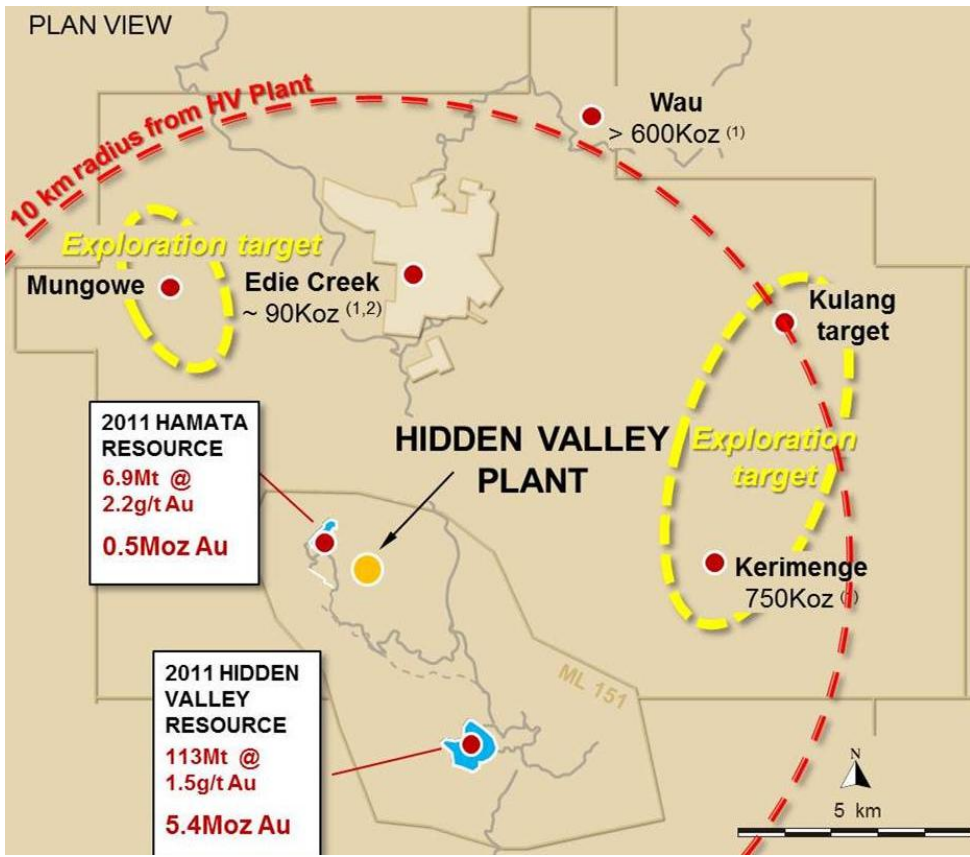 PLAN VIEW
10 km radius from HV Plant
Wau
> 600Koz (1)
Exploration target
Mungowe
Edie Creek
~ 90Koz (1,2)
Kulang
target
2011 HAMATA
RESOURCE
6.9Mt @
2.2g/t Au
0.5Moz Au
HIDDEN VALLEY
PLANT
Exploration
target
Kerimenge
750Koz (1)
2011 HIDDEN
VALLEY
RESOURCE
113Mt @
1.5g/t Au
5.4Moz Au
ML 151
N
5 km